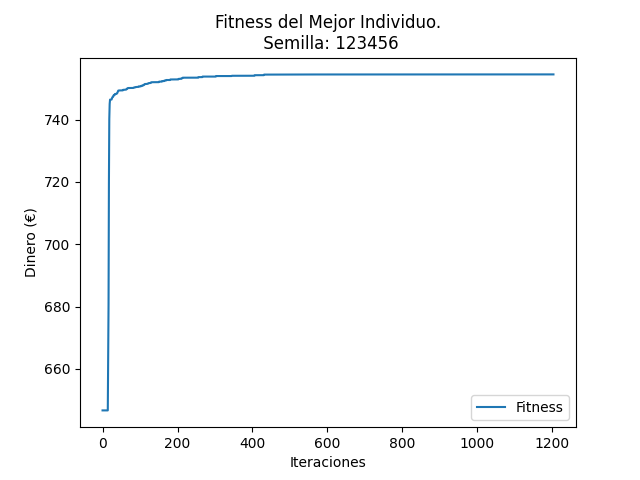 Fitness del Mejor Individuo.
Semilla: 123456
740
720
700
680
660
Dinero (€)
0 200 400 600 800 1000 1200
Iteraciones
Fitness